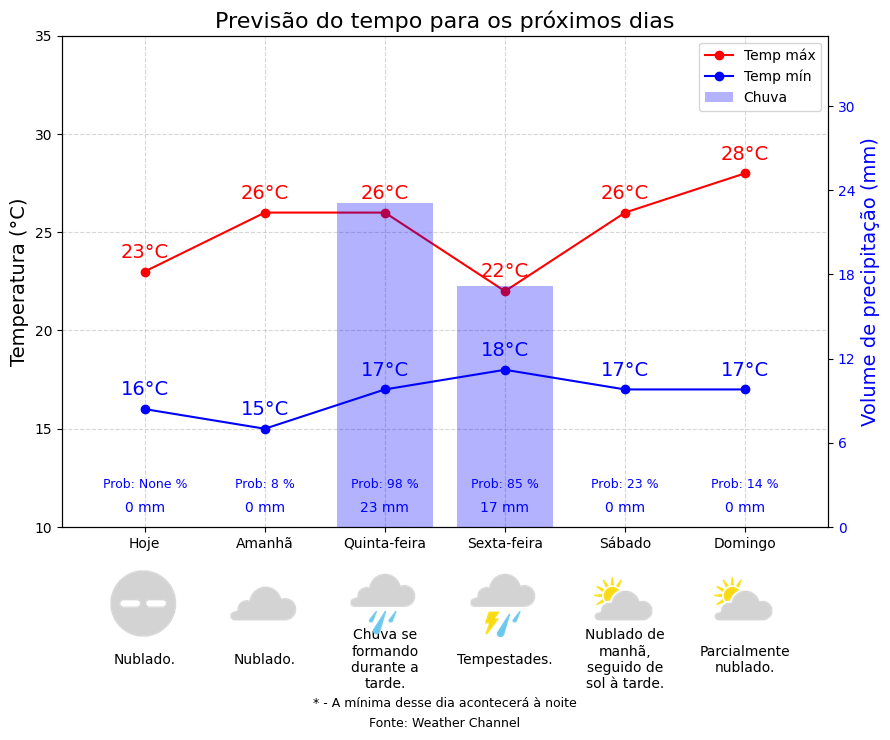 Previsão do tempo para os próximos dias
Temp máx
Temp mín
Chuva
Temperatura (°C)
35
30
25
20
15
10
Volume de precipitação (mm)
30
24
18
12
6
0
23°C
26°C
26°C
22°C
26°C
28°C
16°C
15°C
17°C
18°C
17°C
17°C
Prob: None %
Prob: 8 %
Prob: 98 %
Prob: 85 %
Prob: 23 %
Prob: 14 %
0 mm
0 mm
23 mm
17 mm
0 mm
0 mm
Hoje
Amanhã
Quinta-feira
Sexta-feira
Sábado
Domingo
Nublado.
Nublado.
Chuva se
formando
durante a
tarde.
Tempestades.
Nublado de
manhã,
seguido de
sol à tarde.
Parcialmente
nublado.
* - A mínima desse dia acontecerá à noite
Fonte: Weather Channel